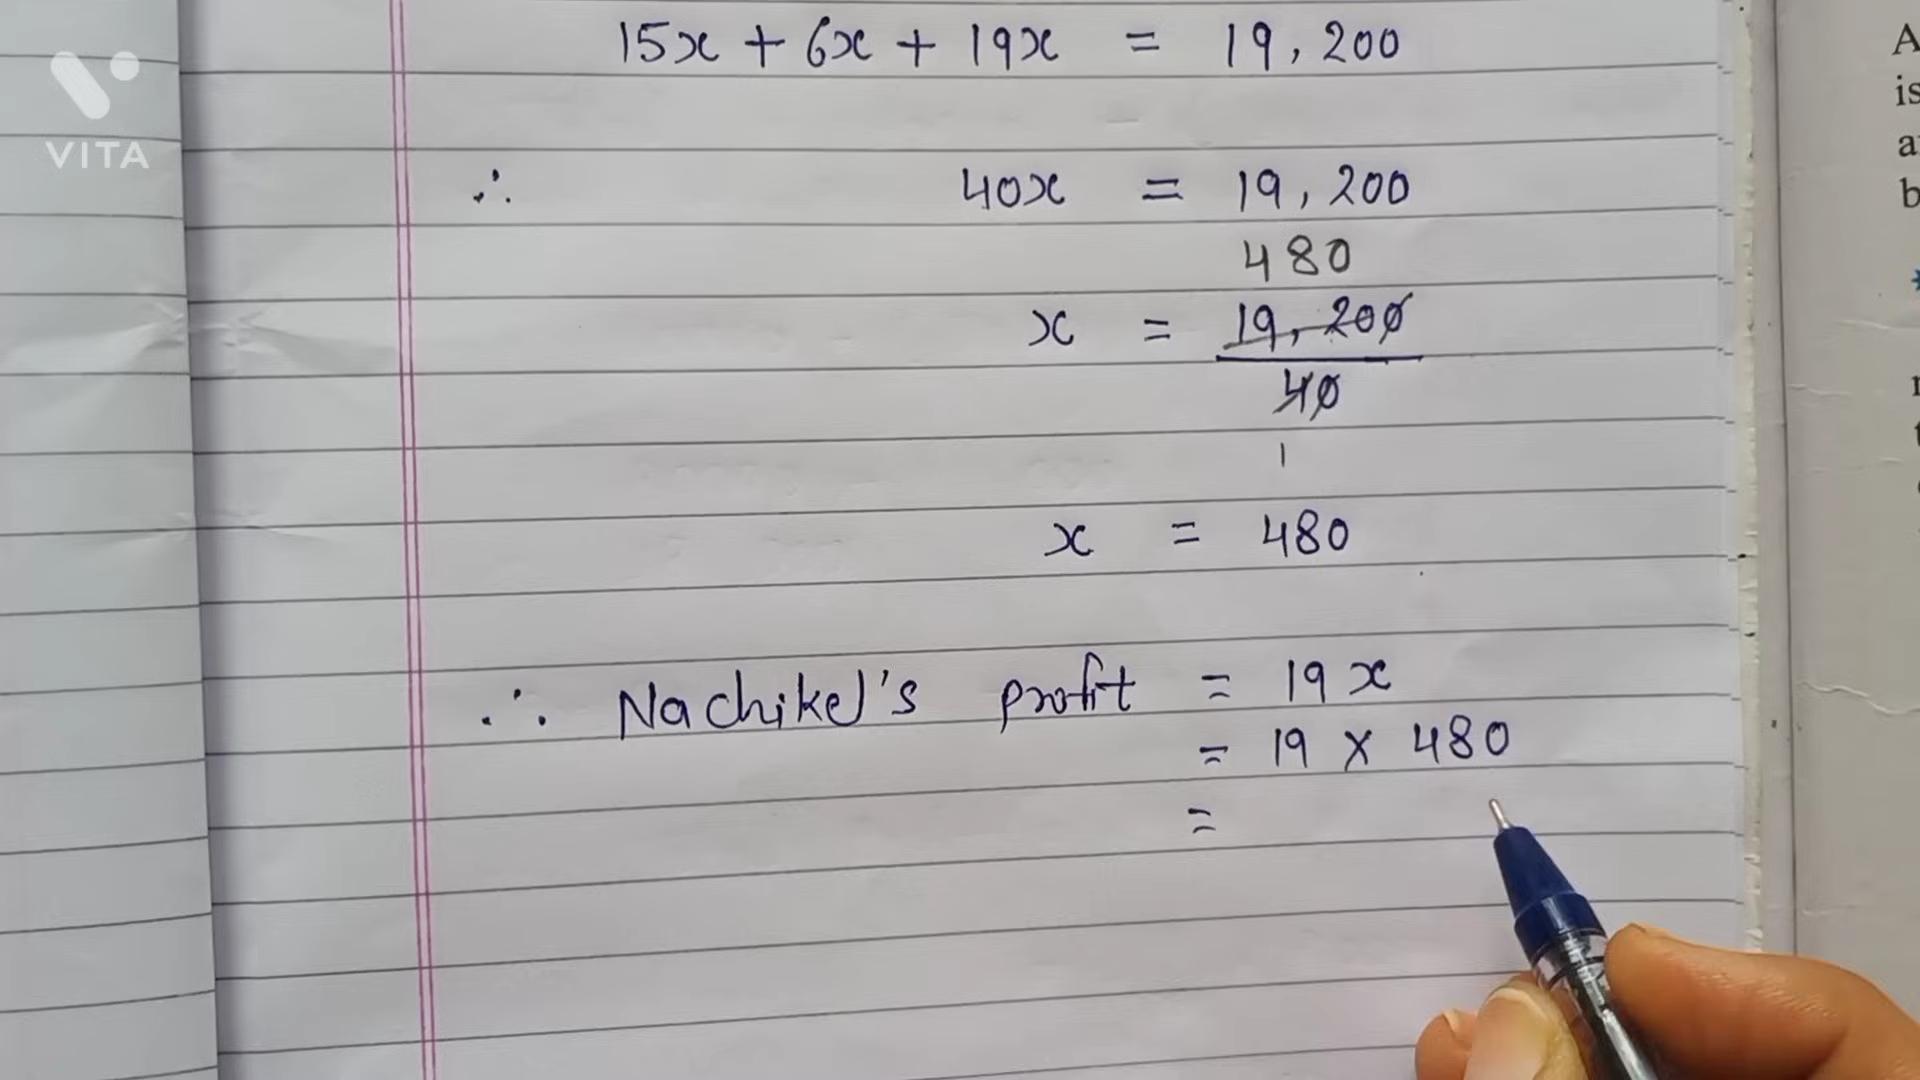 15x + 6x + 19x = 19,200
VITA
∴ 40x = 19,200
480
x = 19,200
40
1
x = 480
∴ Nachiket's profit = 19x
= 19 × 480
=
A
is
a
b